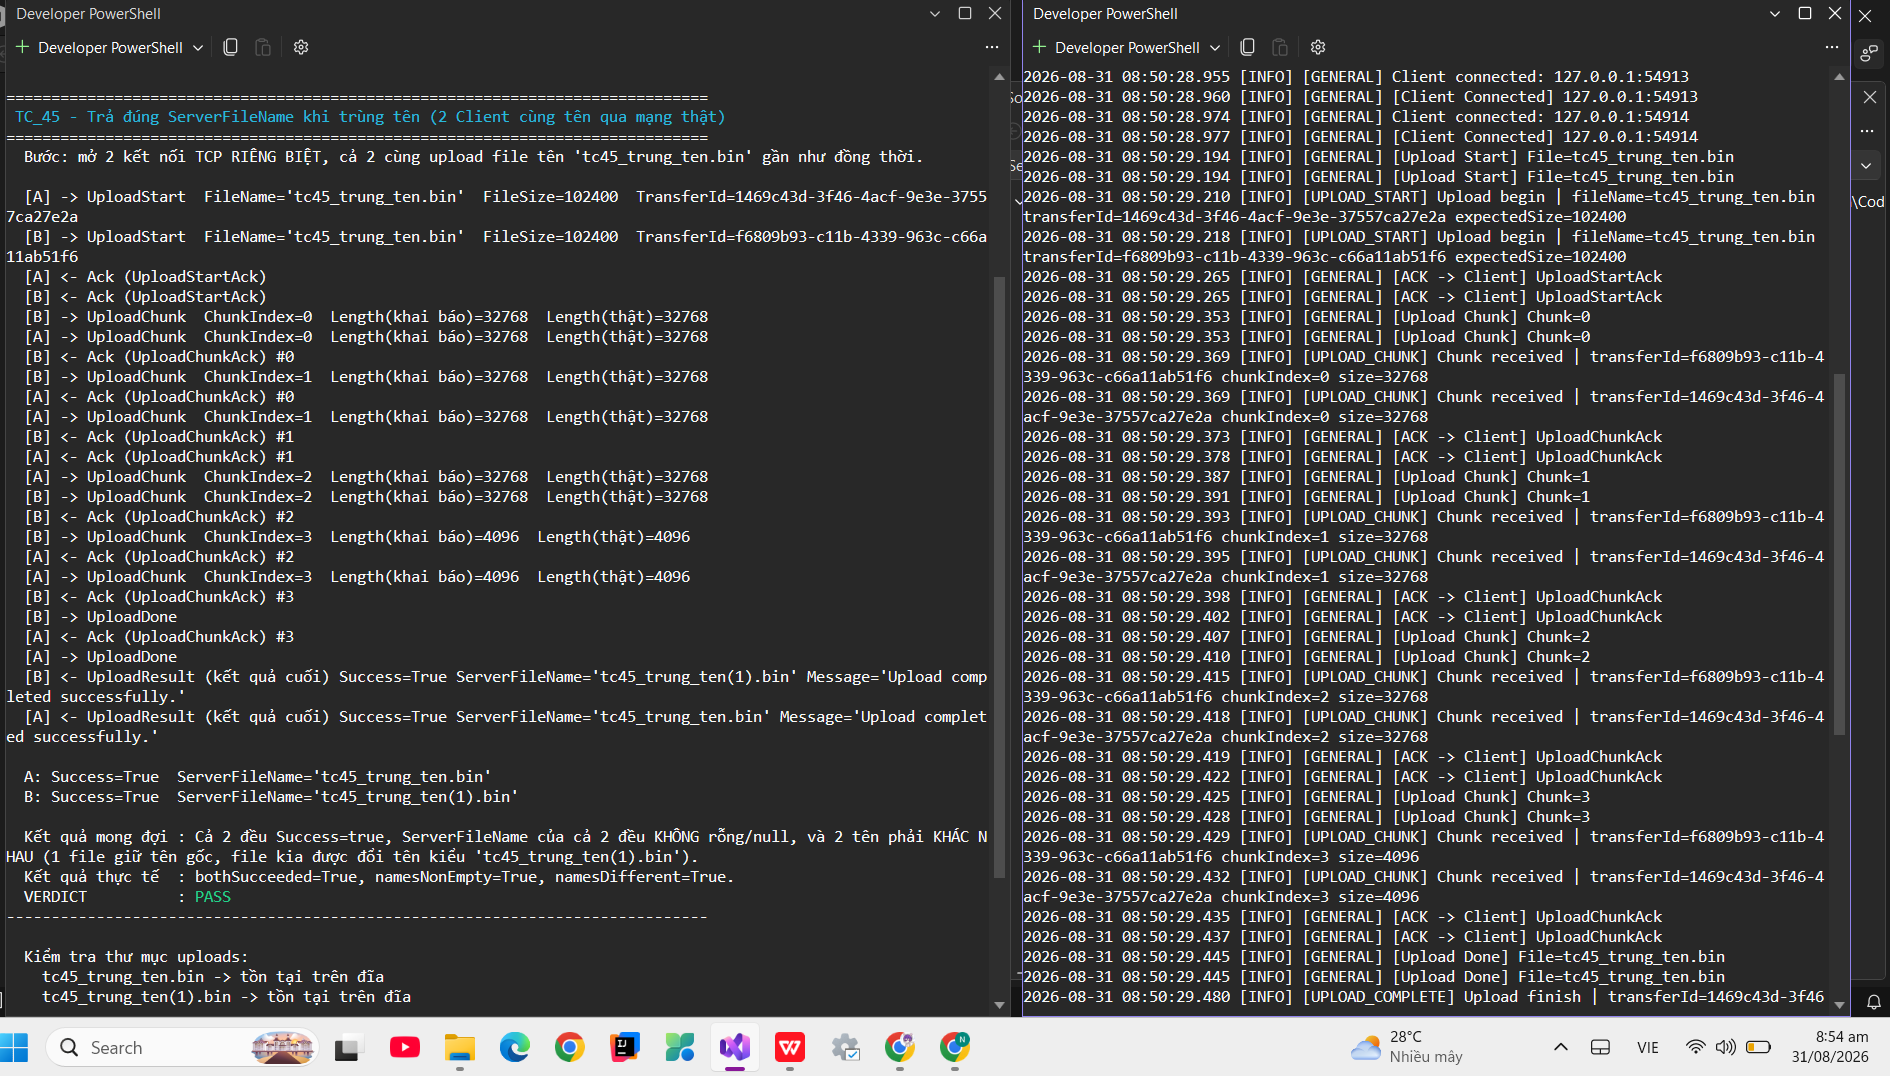 Developer PowerShell
+ Developer PowerShell
================================================================================
TC_45 - Trả đúng ServerFileName khi trùng tên (2 Client cùng tên qua mạng thật)
================================================================================
Bước: mở 2 kết nối TCP RIÊNG BIỆT, cả 2 cùng upload file tên 'tc45_trung_ten.bin' gần như đồng thời.
[A] -> UploadStart  FileName='tc45_trung_ten.bin'  FileSize=102400  TransferId=1469c43d-3f46-4acf-9e3e-3755
7ca27e2a
[B] -> UploadStart  FileName='tc45_trung_ten.bin'  FileSize=102400  TransferId=f6809b93-c11b-4339-963c-c66a
11ab51f6
[A] <- Ack (UploadStartAck)
[B] <- Ack (UploadStartAck)
[B] -> UploadChunk  ChunkIndex=0  Length(khai báo)=32768  Length(thật)=32768
[A] -> UploadChunk  ChunkIndex=0  Length(khai báo)=32768  Length(thật)=32768
[B] <- Ack (UploadChunkAck) #0
[B] -> UploadChunk  ChunkIndex=1  Length(khai báo)=32768  Length(thật)=32768
[A] <- Ack (UploadChunkAck) #0
[A] -> UploadChunk  ChunkIndex=1  Length(khai báo)=32768  Length(thật)=32768
[B] <- Ack (UploadChunkAck) #1
[A] <- Ack (UploadChunkAck) #1
[A] -> UploadChunk  ChunkIndex=2  Length(khai báo)=32768  Length(thật)=32768
[B] -> UploadChunk  ChunkIndex=2  Length(khai báo)=32768  Length(thật)=32768
[B] <- Ack (UploadChunkAck) #2
[B] -> UploadChunk  ChunkIndex=3  Length(khai báo)=4096  Length(thật)=4096
[A] <- Ack (UploadChunkAck) #2
[A] -> UploadChunk  ChunkIndex=3  Length(khai báo)=4096  Length(thật)=4096
[B] <- Ack (UploadChunkAck) #3
[B] -> UploadDone
[A] <- Ack (UploadChunkAck) #3
[A] -> UploadDone
[B] <- UploadResult (kết quả cuối) Success=True ServerFileName='tc45_trung_ten(1).bin' Message='Upload comp
leted successfully.'
[A] <- UploadResult (kết quả cuối) Success=True ServerFileName='tc45_trung_ten.bin' Message='Upload complet
ed successfully.'
A: Success=True  ServerFileName='tc45_trung_ten.bin'
B: Success=True  ServerFileName='tc45_trung_ten(1).bin'
Kết quả mong đợi : Cả 2 đều Success=true, ServerFileName của cả 2 đều KHÔNG rỗng/null, và 2 tên phải KHÁC N
HAU (1 file giữ tên gốc, file kia được đổi tên kiểu 'tc45_trung_ten(1).bin').
Kết quả thực tế  : bothSucceeded=True, namesNonEmpty=True, namesDifferent=True.
VERDICT          : PASS
--------------------------------------------------------------------------------
Kiểm tra thư mục uploads:
tc45_trung_ten.bin -> tồn tại trên đĩa
tc45_trung_ten(1).bin -> tồn tại trên đĩa
Developer PowerShell
+ Developer PowerShell
2026-08-31 08:50:28.955 [INFO] [GENERAL] Client connected: 127.0.0.1:54913
2026-08-31 08:50:28.960 [INFO] [GENERAL] [Client Connected] 127.0.0.1:54913
2026-08-31 08:50:28.974 [INFO] [GENERAL] Client connected: 127.0.0.1:54914
2026-08-31 08:50:28.977 [INFO] [GENERAL] [Client Connected] 127.0.0.1:54914
2026-08-31 08:50:29.194 [INFO] [GENERAL] [Upload Start] File=tc45_trung_ten.bin
2026-08-31 08:50:29.194 [INFO] [GENERAL] [Upload Start] File=tc45_trung_ten.bin
2026-08-31 08:50:29.210 [INFO] [UPLOAD_START] Upload begin | fileName=tc45_trung_ten.bin
transferId=1469c43d-3f46-4acf-9e3e-37557ca27e2a expectedSize=102400
2026-08-31 08:50:29.218 [INFO] [UPLOAD_START] Upload begin | fileName=tc45_trung_ten.bin
transferId=f6809b93-c11b-4339-963c-c66a11ab51f6 expectedSize=102400
2026-08-31 08:50:29.265 [INFO] [GENERAL] [ACK -> Client] UploadStartAck
2026-08-31 08:50:29.265 [INFO] [GENERAL] [ACK -> Client] UploadStartAck
2026-08-31 08:50:29.353 [INFO] [GENERAL] [Upload Chunk] Chunk=0
2026-08-31 08:50:29.353 [INFO] [GENERAL] [Upload Chunk] Chunk=0
2026-08-31 08:50:29.369 [INFO] [UPLOAD_CHUNK] Chunk received | transferId=f6809b93-c11b-4
339-963c-c66a11ab51f6 chunkIndex=0 size=32768
2026-08-31 08:50:29.369 [INFO] [UPLOAD_CHUNK] Chunk received | transferId=1469c43d-3f46-4
acf-9e3e-37557ca27e2a chunkIndex=0 size=32768
2026-08-31 08:50:29.373 [INFO] [GENERAL] [ACK -> Client] UploadChunkAck
2026-08-31 08:50:29.378 [INFO] [GENERAL] [ACK -> Client] UploadChunkAck
2026-08-31 08:50:29.387 [INFO] [GENERAL] [Upload Chunk] Chunk=1
2026-08-31 08:50:29.391 [INFO] [GENERAL] [Upload Chunk] Chunk=1
2026-08-31 08:50:29.393 [INFO] [UPLOAD_CHUNK] Chunk received | transferId=f6809b93-c11b-4
339-963c-c66a11ab51f6 chunkIndex=1 size=32768
2026-08-31 08:50:29.395 [INFO] [UPLOAD_CHUNK] Chunk received | transferId=1469c43d-3f46-4
acf-9e3e-37557ca27e2a chunkIndex=1 size=32768
2026-08-31 08:50:29.398 [INFO] [GENERAL] [ACK -> Client] UploadChunkAck
2026-08-31 08:50:29.402 [INFO] [GENERAL] [ACK -> Client] UploadChunkAck
2026-08-31 08:50:29.407 [INFO] [GENERAL] [Upload Chunk] Chunk=2
2026-08-31 08:50:29.410 [INFO] [GENERAL] [Upload Chunk] Chunk=2
2026-08-31 08:50:29.415 [INFO] [UPLOAD_CHUNK] Chunk received | transferId=f6809b93-c11b-4
339-963c-c66a11ab51f6 chunkIndex=2 size=32768
2026-08-31 08:50:29.418 [INFO] [UPLOAD_CHUNK] Chunk received | transferId=1469c43d-3f46-4
acf-9e3e-37557ca27e2a chunkIndex=2 size=32768
2026-08-31 08:50:29.419 [INFO] [GENERAL] [ACK -> Client] UploadChunkAck
2026-08-31 08:50:29.422 [INFO] [GENERAL] [ACK -> Client] UploadChunkAck
2026-08-31 08:50:29.425 [INFO] [GENERAL] [Upload Chunk] Chunk=3
2026-08-31 08:50:29.428 [INFO] [GENERAL] [Upload Chunk] Chunk=3
2026-08-31 08:50:29.429 [INFO] [UPLOAD_CHUNK] Chunk received | transferId=f6809b93-c11b-4
339-963c-c66a11ab51f6 chunkIndex=3 size=4096
2026-08-31 08:50:29.432 [INFO] [UPLOAD_CHUNK] Chunk received | transferId=1469c43d-3f46-4
acf-9e3e-37557ca27e2a chunkIndex=3 size=4096
2026-08-31 08:50:29.435 [INFO] [GENERAL] [ACK -> Client] UploadChunkAck
2026-08-31 08:50:29.437 [INFO] [GENERAL] [ACK -> Client] UploadChunkAck
2026-08-31 08:50:29.445 [INFO] [GENERAL] [Upload Done] File=tc45_trung_ten.bin
2026-08-31 08:50:29.445 [INFO] [GENERAL] [Upload Done] File=tc45_trung_ten.bin
2026-08-31 08:50:29.480 [INFO] [UPLOAD_COMPLETE] Upload finish | transferId=1469c43d-3f46
So
Se
\Cod
Search
28°C
Nhiều mây
VIE
8:54 am
31/08/2026